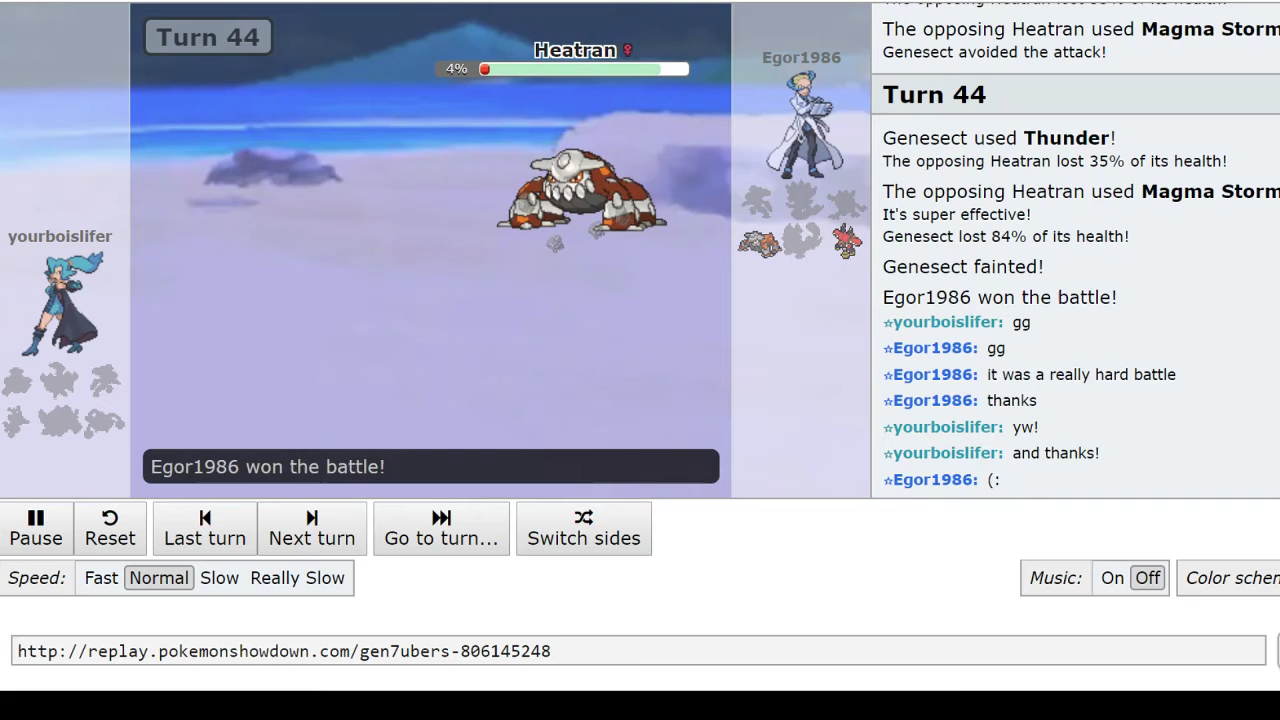 The opposing Heatran used Magma Storm
Genesect avoided the attack!
Turn 44
Genesect used Thunder!
The opposing Heatran lost 35% of its health!
The opposing Heatran used Magma Storm
It's super effective!
Genesect lost 84% of its health!
Genesect fainted!
Egor1986 won the battle!
☆yourboislifer: gg
☆Egor1986: gg
☆Egor1986: it was a really hard battle
☆Egor1986: thanks
☆yourboislifer: yw!
☆yourboislifer: and thanks!
☆Egor1986: (:
Turn 44
Heatran ♀
4%
Egor1986
yourboislifer
Egor1986 won the battle!
Pause Reset Last turn Next turn Go to turn... Switch sides
Speed: Fast Normal Slow Really Slow
Music: On Off
Color schem
http://replay.pokemonshowdown.com/gen7ubers-806145248